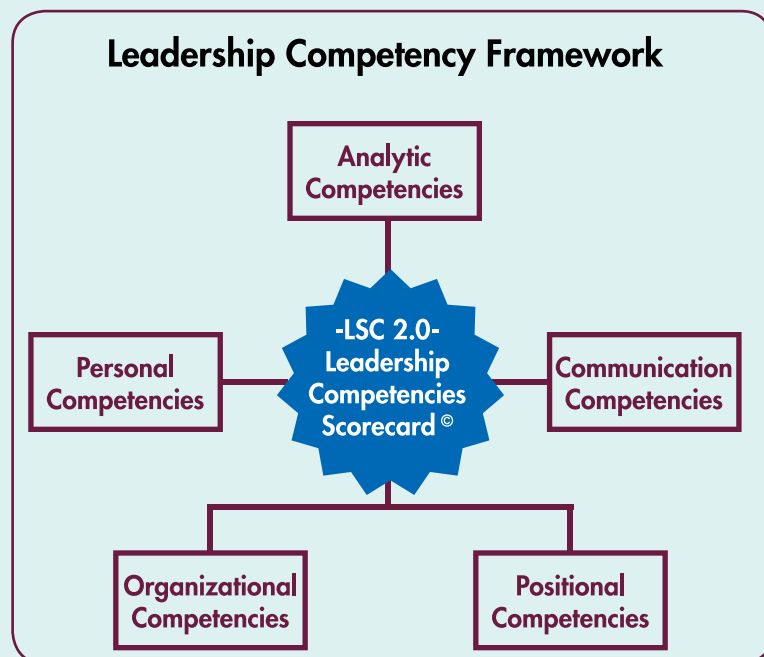 Leadership Competency Framework
Analytic
Competencies
-LSC 2.0-
Leadership
Competencies
Scorecard ©
Personal
Competencies
Communication
Competencies
Organizational
Competencies
Positional
Competencies